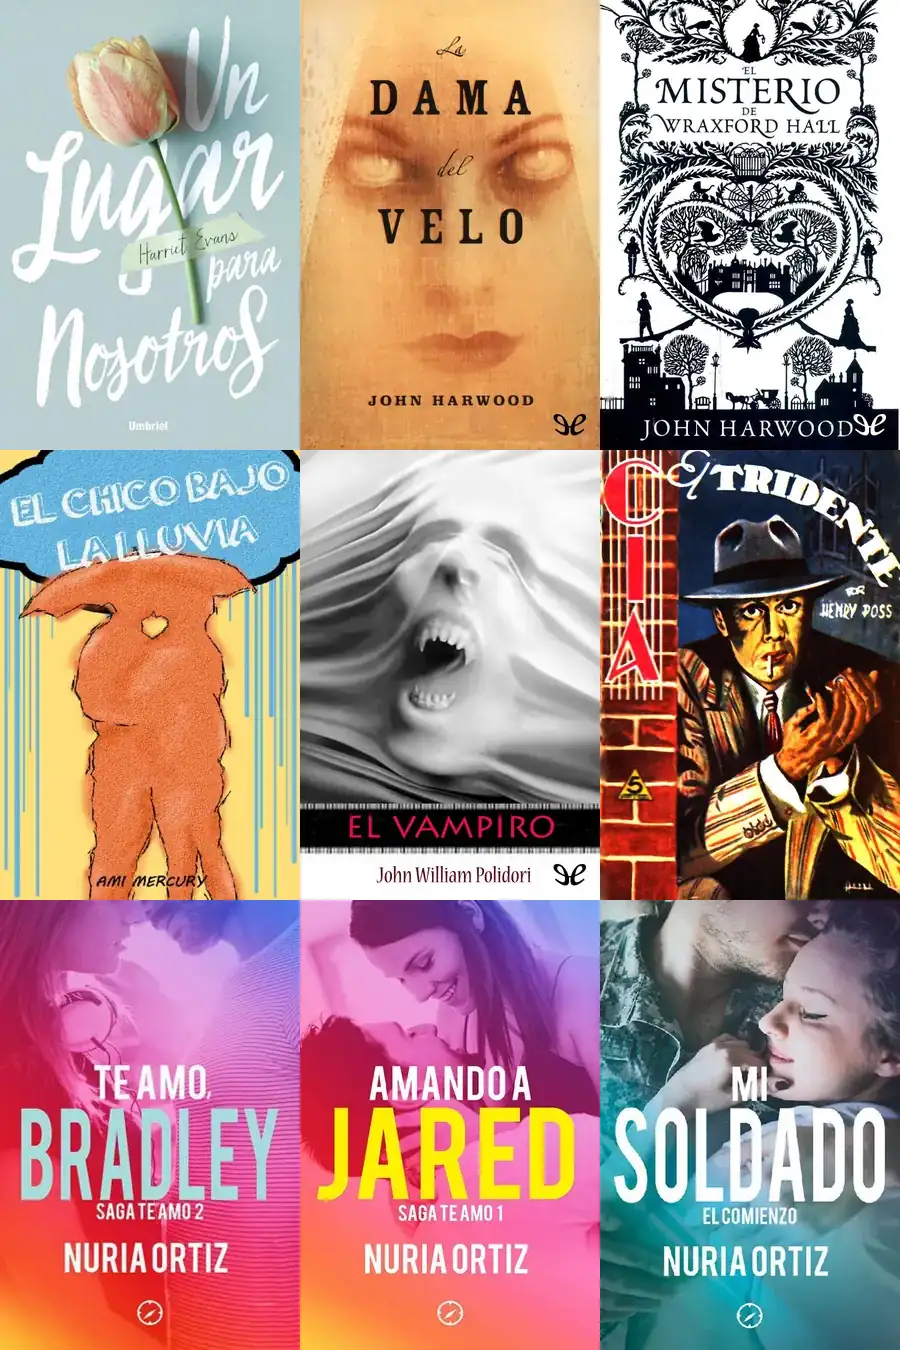 Un
Lugar
Harriet Evans
para
Nosotros
Umbriel
La
DAMA
del
VELO
JOHN HARWOOD
EL
MISTERIO
DE
WRAXFORD HALL
JOHN HARWOOD
EL CHICO BAJO
LA LLUVIA
AMI MERCURY
EL VAMPIRO
John William Polidori
CIA
El TRIDENTE
POR
HENRY DOSS
5
TE AMO,
BRADLEY
SAGA TE AMO 2
NURIA ORTIZ
AMANDO A
JARED
SAGA TE AMO 1
NURIA ORTIZ
MI
SOLDADO
EL COMIENZO
NURIA ORTIZ